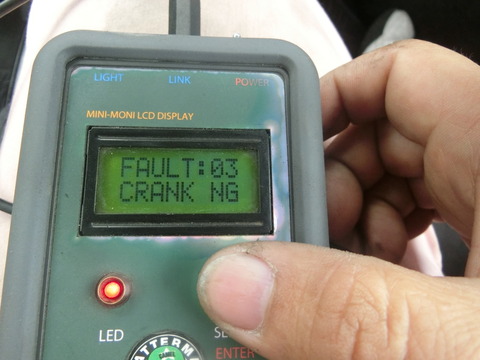 LIGHT LINK POWER
MINI-MONI LCD DISPLAY
FAULT:03
CRANK NG
LED
ENTER